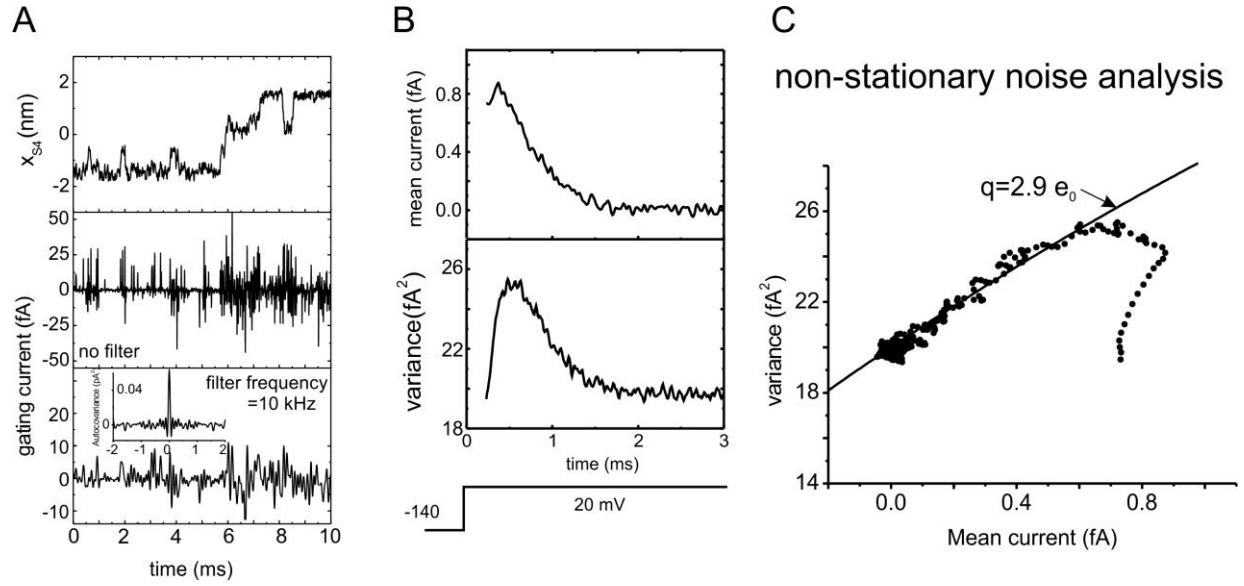 A
2
0
-2
x_S4 (nm)
50
25
0
-25
-50
no filter
gating current (fA)
filter frequency
=10 kHz
0.04
0
Autocovariance (pA²)
-2 -1 0 1 2
30
20
10
0
-10
0 2 4 6 8 10
time (ms)
B
0.8
0.4
0.0
mean current (fA)
26
22
18
variance(fA²)
0 1 2 3
time (ms)
-140
20 mV
C
non-stationary noise analysis
q=2.9 e₀
26
22
18
14
variance (fA²)
0.0 0.4 0.8
Mean current (fA)